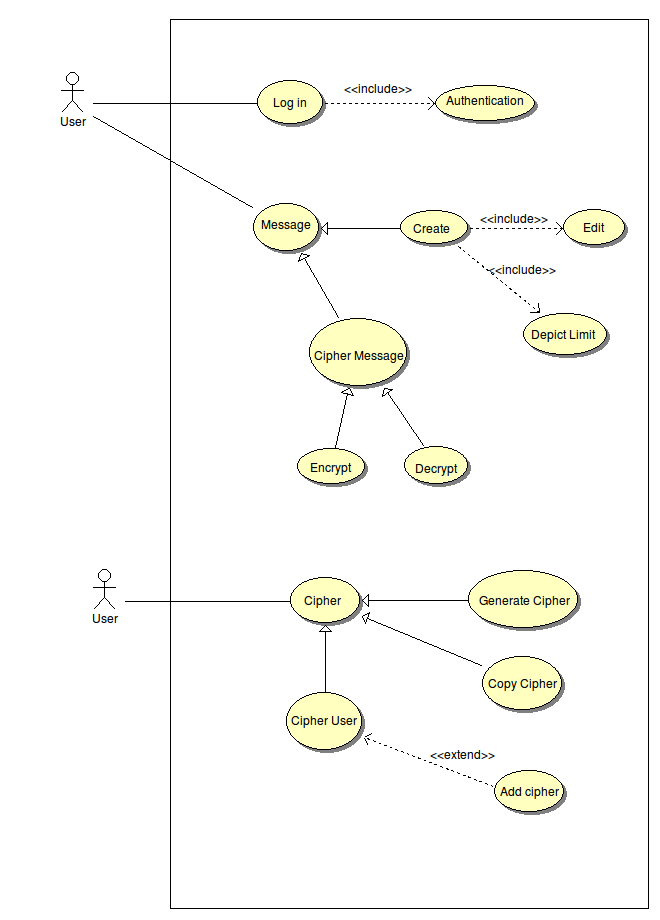 Log in
<<include>>
Authentication
User
Message
Create
<<include>>
Edit
<<include>>
Depict Limit
Cipher Message
Encrypt
Decrypt
User
Cipher
Generate Cipher
Copy Cipher
Cipher User
<<extend>>
Add cipher